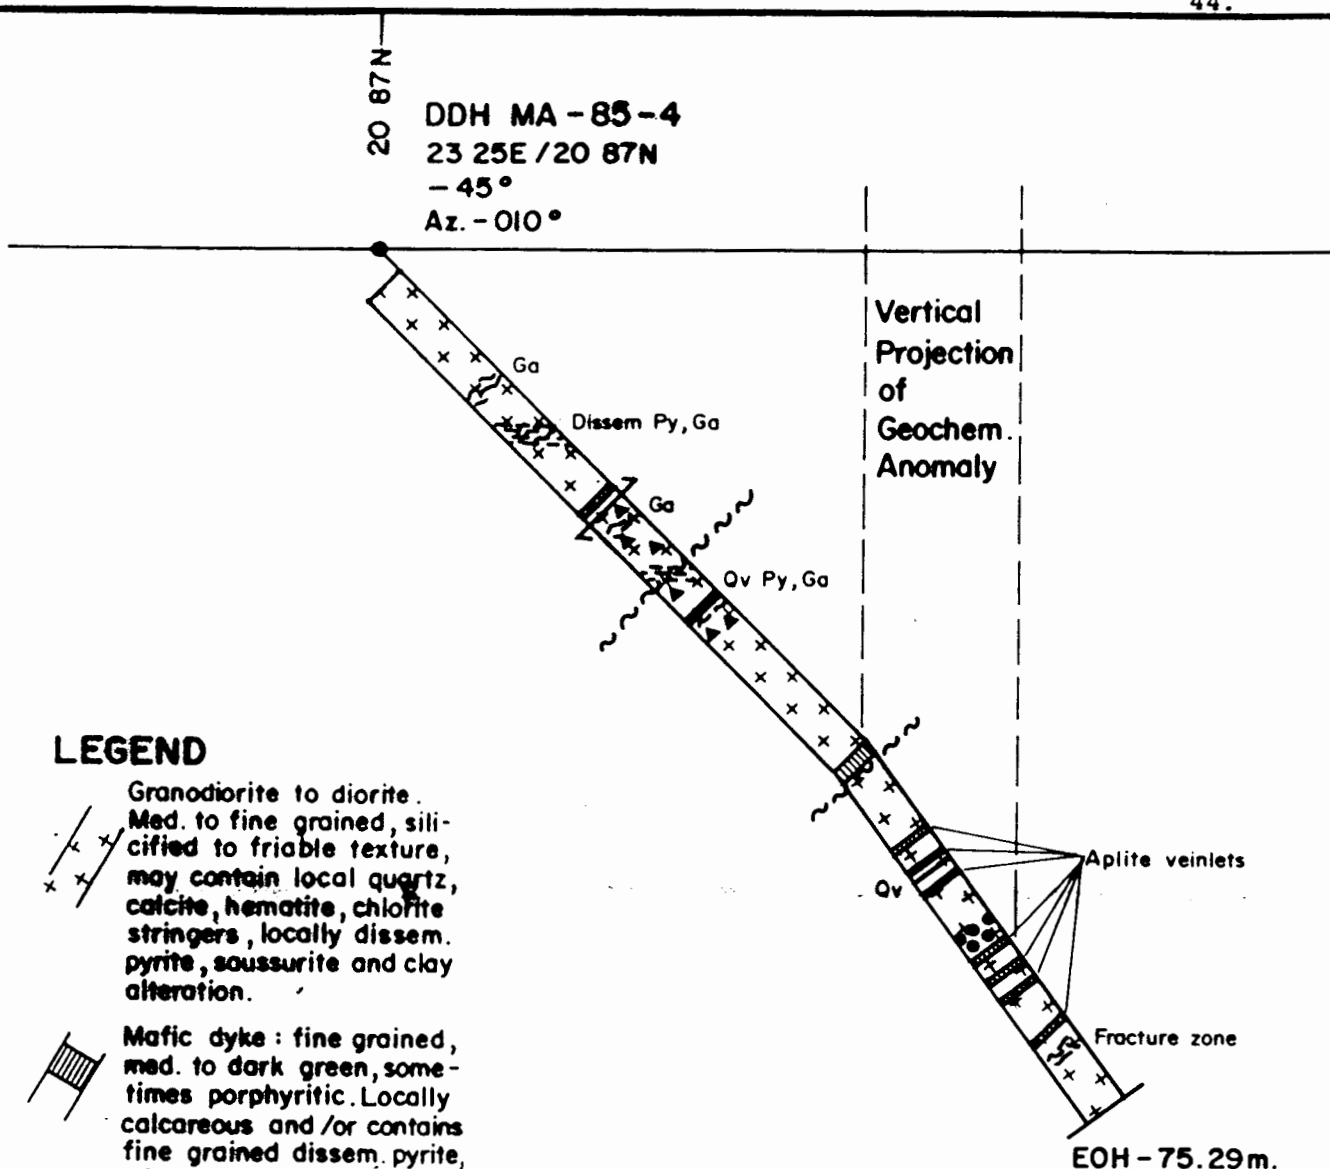 44.
20 87N
DDH MA-85-4
23 25E/20 87N
-45°
Az.-010°
Vertical
Projection
of
Geochem.
Anomaly
Ga
Dissem Py, Ga
Ga
Qv Py, Ga
Aplite veinlets
Qv
Fracture zone
EOH-75.29m.
LEGEND
Granodiorite to diorite.
Med. to fine grained, sili-
cified to friable texture,
may contain local quartz,
calcite, hematite, chlorite
stringers, locally dissem.
pyrite, saussurite and clay
alteration.
Mafic dyke: fine grained,
med. to dark green, some-
times porphyritic. Locally
calcareous and/or contains
fine grained dissem. pyrite,